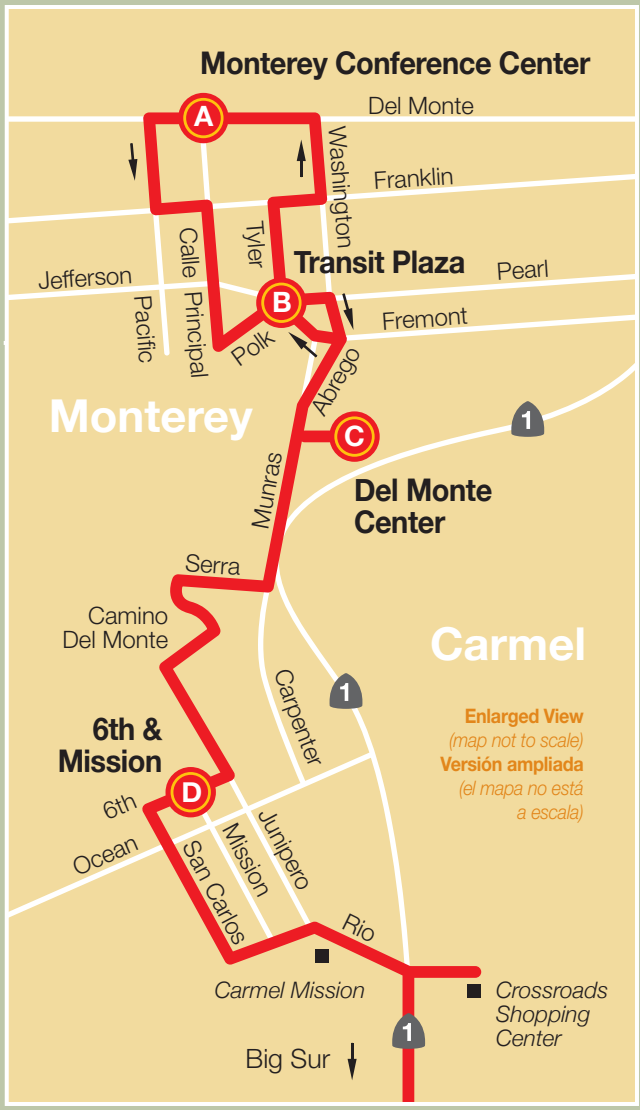 Monterey Conference Center
A
Del Monte
Washington
Franklin
Calle Principal
Tyler
Transit Plaza
Jefferson
Pearl
B
Pacific
Fremont
Polk
Abrego
Monterey
1
C
Del Monte
Center
Munras
Serra
Camino
Del Monte
Carmel
Carpenter
1
Enlarged View
(map not to scale)
Versión ampliada
(el mapa no está
a escala)
6th &
Mission
D
6th
Ocean
San Carlos
Mission
Junipero
Rio
Carmel Mission
Crossroads
Shopping
Center
1
Big Sur